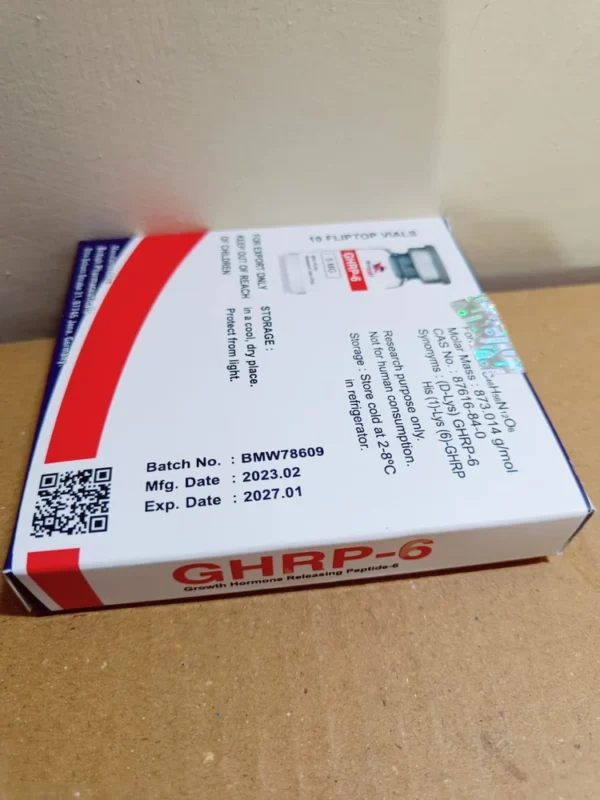 10 FLIPTOP VIALS
GHRP-6
5 MG
FOR EXPORT ONLY
KEEP OUT OF REACH
OF CHILDREN
STORAGE :
in a cool, dry place.
Protect from light.
Molar Mass : 873.014 g/mol
CAS No. : 87616-84-0
Synonyms : (D-Lys) GHRP-6
His (1)-Lys (6)-GHRP
Research purpose only.
Not for human consumption.
Storage : Store cold at 2-8ºC
in refrigerator.
Batch No. : BMW78609
Mfg. Date : 2023.02
Exp. Date : 2027.01
GHRP-6
Growth Hormone Releasing Peptide-6